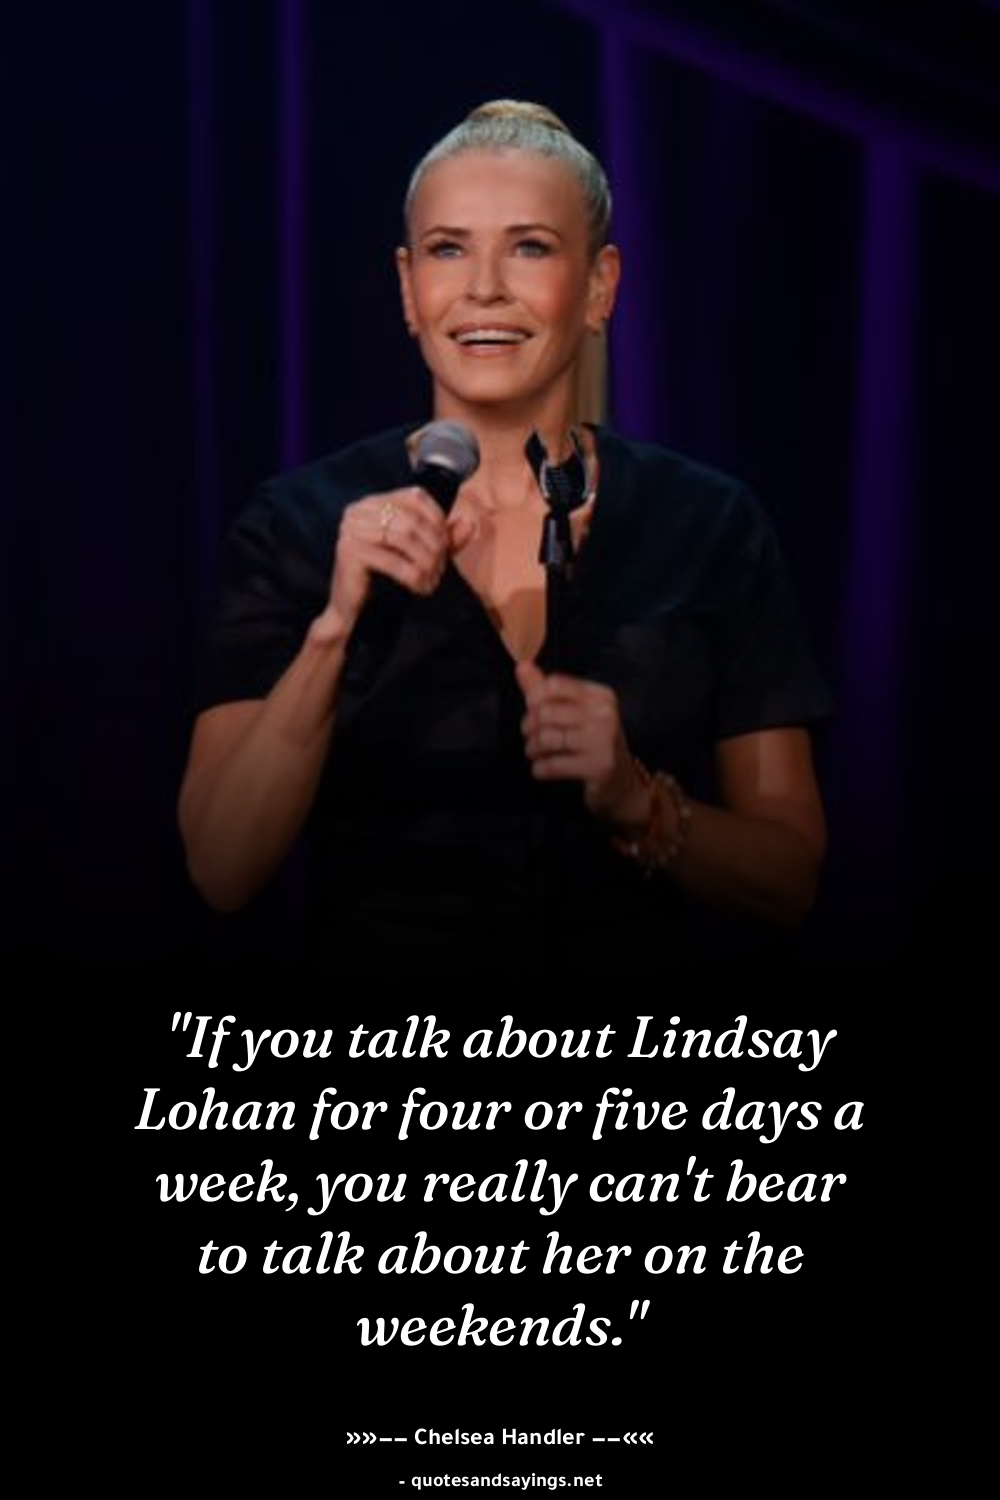 "If you talk about Lindsay
Lohan for four or five days a
week, you really can't bear
to talk about her on the
weekends."
»»–– Chelsea Handler ––««
- quotesandsayings.net